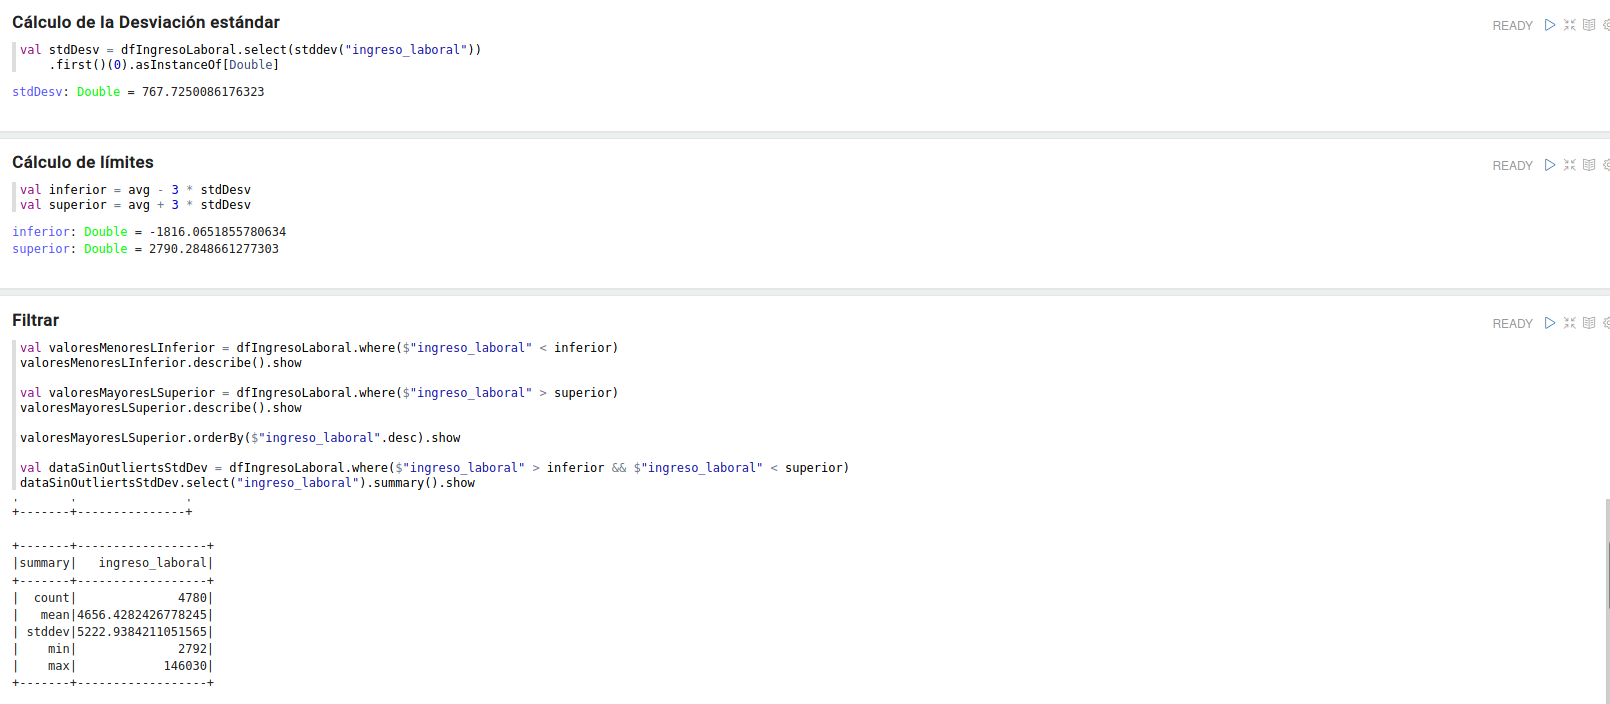 Cálculo de la Desviación estándar
READY
val stdDesv = dfIngresoLaboral.select(stddev("ingreso_laboral"))
.first()(0).asInstanceOf[Double]
stdDesv: Double = 767.7250086176323
Cálculo de límites
READY
val inferior = avg - 3 * stdDesv
val superior = avg + 3 * stdDesv
inferior: Double = -1816.0651855780634
superior: Double = 2790.2848661277303
Filtrar
READY
val valoresMenoresLInferior = dfIngresoLaboral.where($"ingreso_laboral" < inferior)
valoresMenoresLInferior.describe().show
val valoresMayoresLSuperior = dfIngresoLaboral.where($"ingreso_laboral" > superior)
valoresMayoresLSuperior.describe().show
valoresMayoresLSuperior.orderBy($"ingreso_laboral".desc).show
val dataSinOutliertsStdDev = dfIngresoLaboral.where($"ingreso_laboral" > inferior && $"ingreso_laboral" < superior)
dataSinOutliertsStdDev.select("ingreso_laboral").summary().show
+-------+---------------+
+-------+------------------+
|summary|   ingreso_laboral|
+-------+------------------+
|  count|              4780|
|   mean|4656.4282426778245|
| stddev|5222.9384211051565|
|    min|              2792|
|    max|            146030|
+-------+------------------+